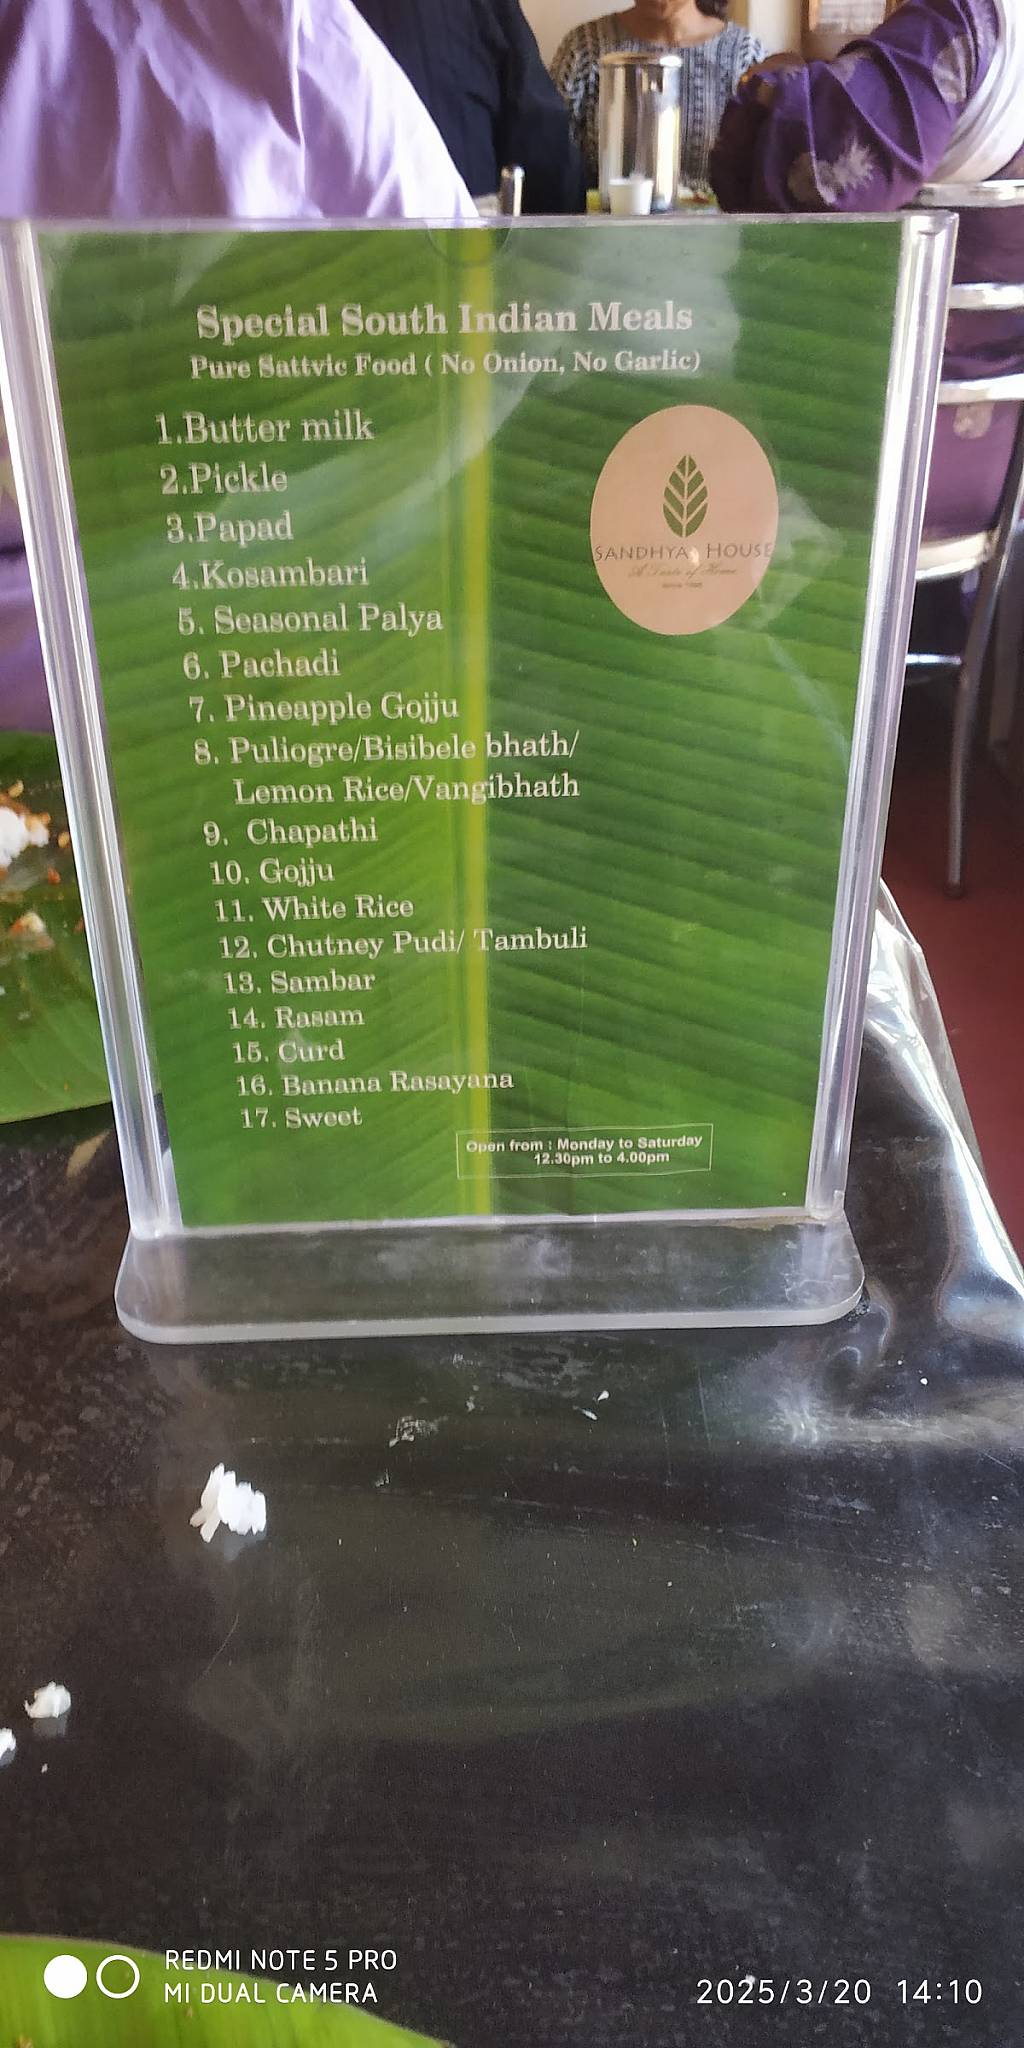 Special South Indian Meals
Pure Sattvic Food ( No Onion, No Garlic)
1.Butter milk
2.Pickle
3.Papad
4.Kosambari
5. Seasonal Palya
6. Pachadi
7. Pineapple Gojju
8. Puliogre/Bisibele bhath/
Lemon Rice/Vangibhath
9. Chapathi
10. Gojju
11. White Rice
12. Chutney Pudi/ Tambuli
13. Sambar
14. Rasam
15. Curd
16. Banana Rasayana
17. Sweet
SANDHYA HOUSE
A Taste of Home
Open from : Monday to Saturday
12.30pm to 4.00pm
REDMI NOTE 5 PRO
MI DUAL CAMERA
2025/3/20 14:10